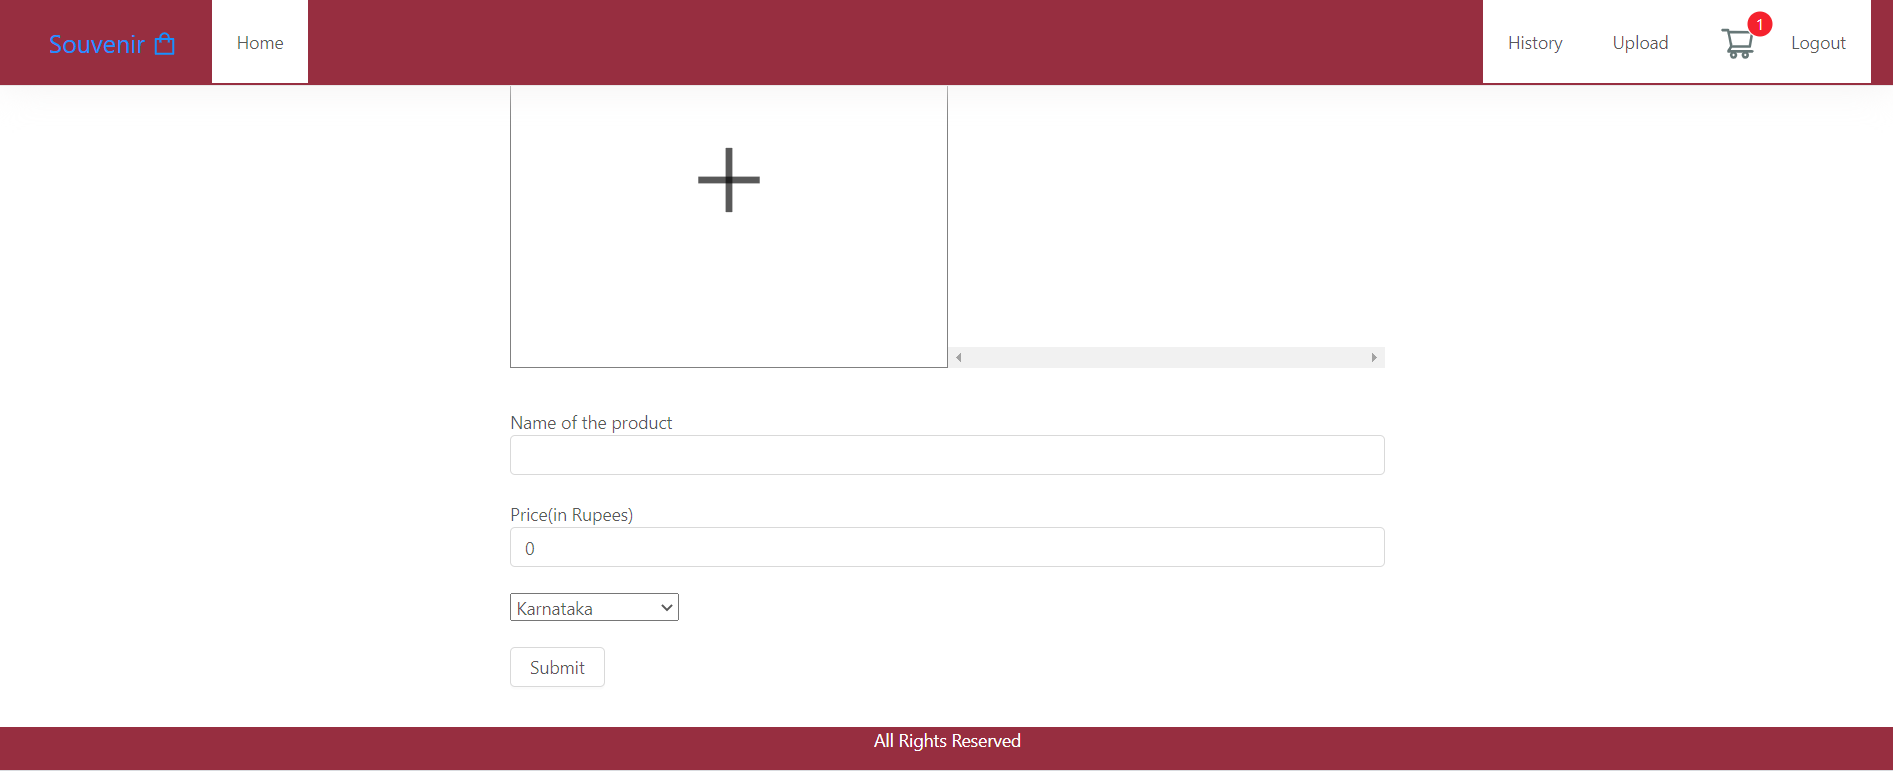 Souvenir
Home
History
Upload
1
Logout
Name of the product
Price(in Rupees)
0
Karnataka
Submit
All Rights Reserved